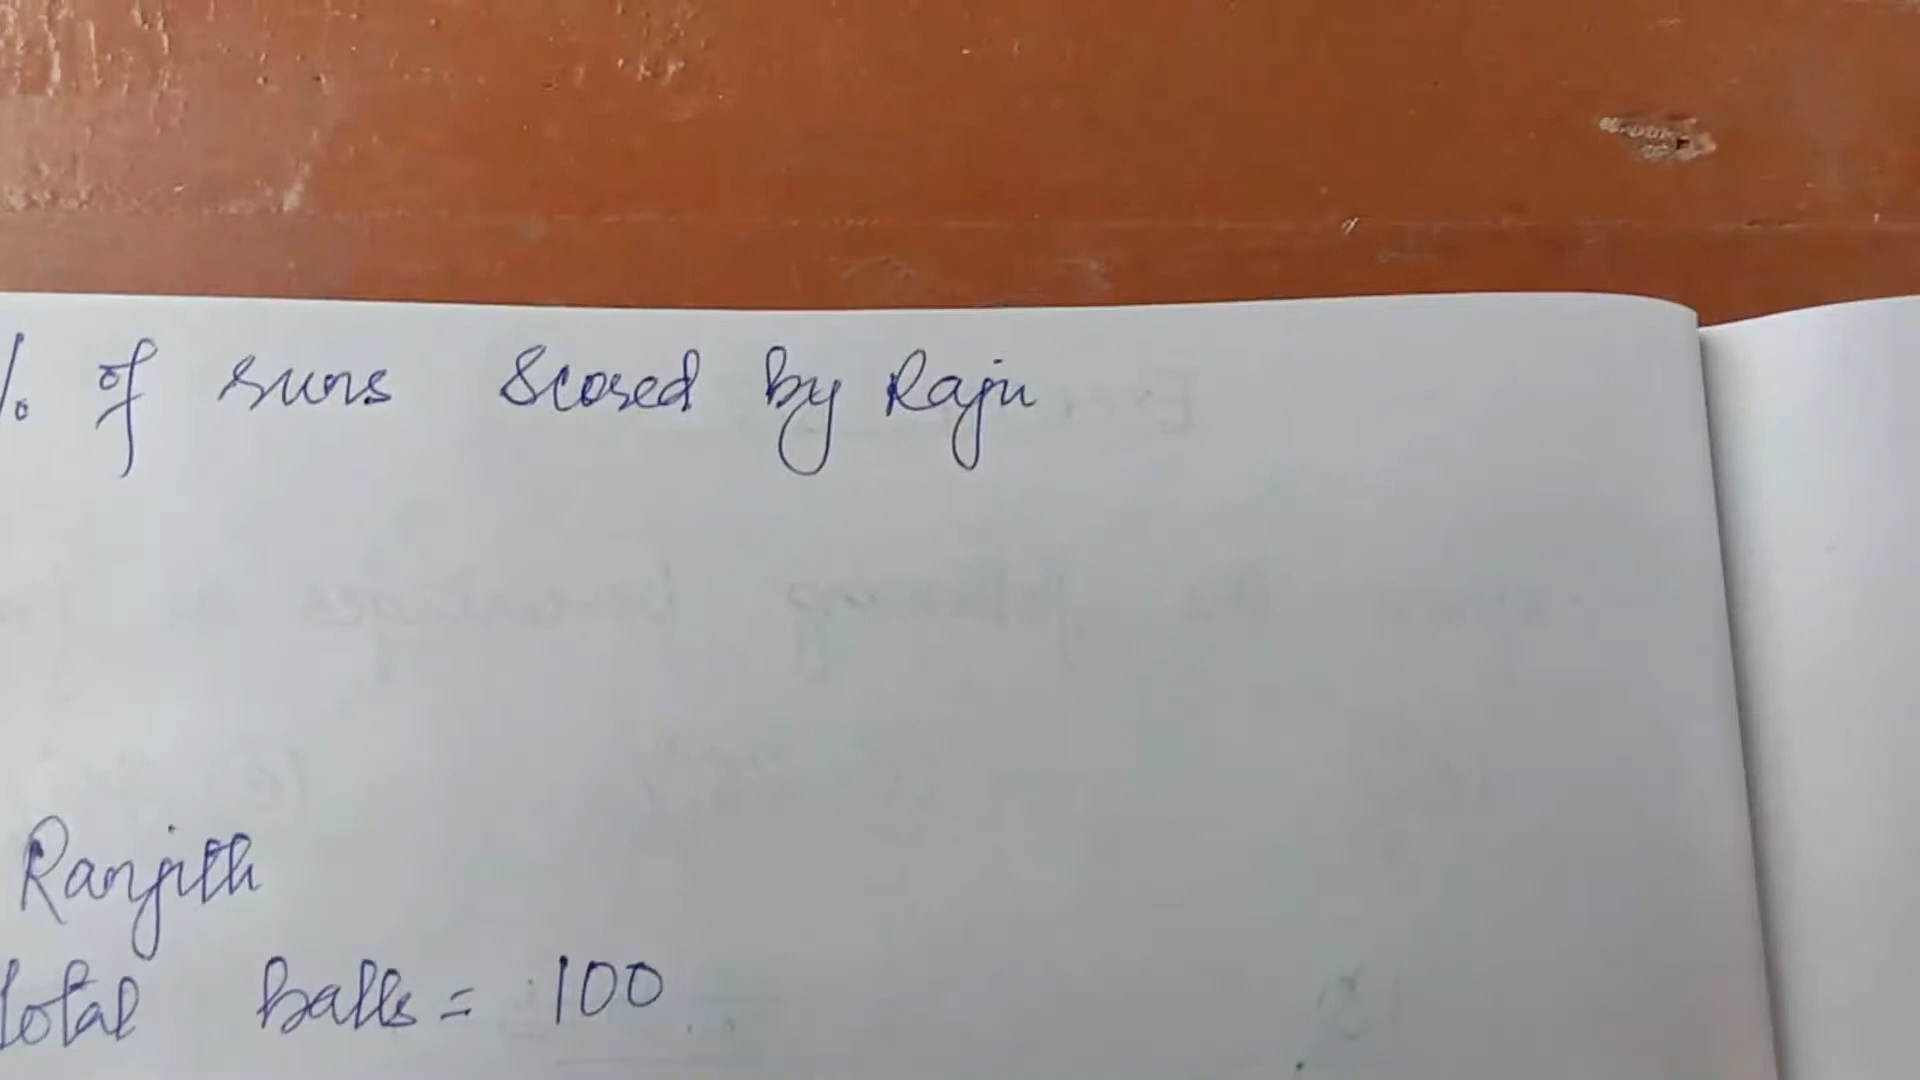 % of runs Scored by Raju
Ranjith
total balls = 100